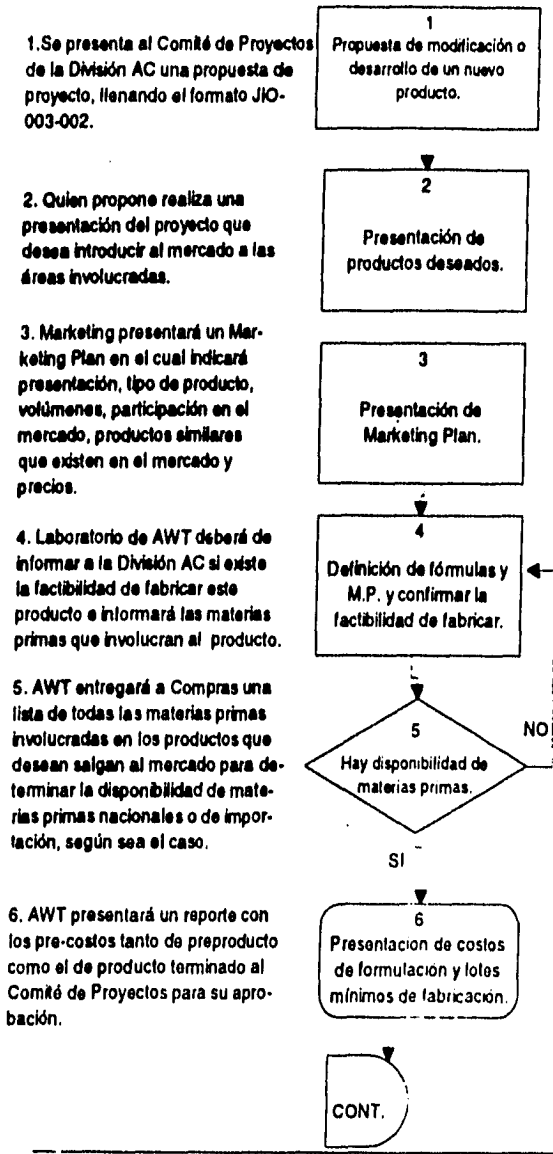 1.Se presenta al Comité de Proyectos
de la División AC una propuesta de
proyecto, llenando el formato JIO-
003-002.
1
Propuesta de modificación o
desarrollo de un nuevo
producto.
2. Quien propone realiza una
presentación del proyecto que
desea introducir al mercado a las
áreas involucradas.
2
Presentación de
productos deseados.
3. Marketing presentará un Mar-
keting Plan en el cual indicará
presentación, tipo de producto,
volúmenes, participación en el
mercado, productos similares
que existen en el mercado y
precios.
3
Presentación de
Marketing Plan.
4. Laboratorio de AWT deberá de
informar a la División AC si existe
la factibilidad de fabricar este
producto e informará las materias
primas que involucran al producto.
4
Definición de fórmulas y
M.P. y confirmar la
factibilidad de fabricar.
5. AWT entregará a Compras una
lista de todas las materias primas
involucradas en los productos que
desean salgan al mercado para de-
terminar la disponibilidad de mate-
rias primas nacionales o de impor-
tación, según sea el caso.
5
Hay disponibilidad de
materias primas.
NO
SI
6. AWT presentará un reporte con
los pre-costos tanto de preproducto
como el de producto terminado al
Comité de Proyectos para su apro-
bación.
6
Presentación de costos
de formulación y lotes
mínimos de fabricación.
CONT.